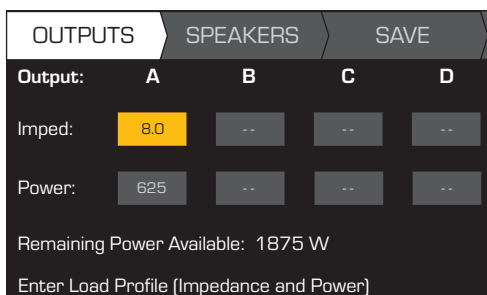 OUTPUTS SPEAKERS SAVE
Output: A B C D
Imped: 8.0 -- -- --
Power: 625 -- -- --
Remaining Power Available: 1875 W
Enter Load Profile (Impedance and Power)